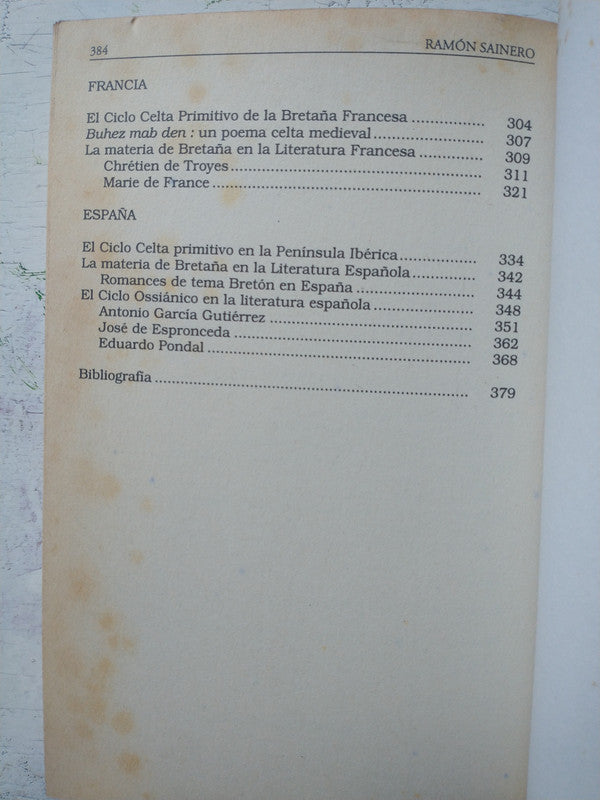 384 RAMÓN SAINERO
FRANCIA
El Ciclo Celta Primitivo de la Bretaña Francesa .................. 304
Buhez mab den : un poema celta medieval........................... 307
La materia de Bretaña en la Literatura Francesa ................ 309
Chrétien de Troyes............................................................ 311
Marie de France................................................................ 321
ESPAÑA
El Ciclo Celta primitivo en la Península Ibérica.................... 334
La materia de Bretaña en la Literatura Española................. 342
Romances de tema Bretón en España ............................. 344
El Ciclo Ossiánico en la literatura española......................... 348
Antonio García Gutiérrez .................................................. 351
José de Espronceda .......................................................... 362
Eduardo Pondal ................................................................ 368
Bibliografía ........................................................................... 379